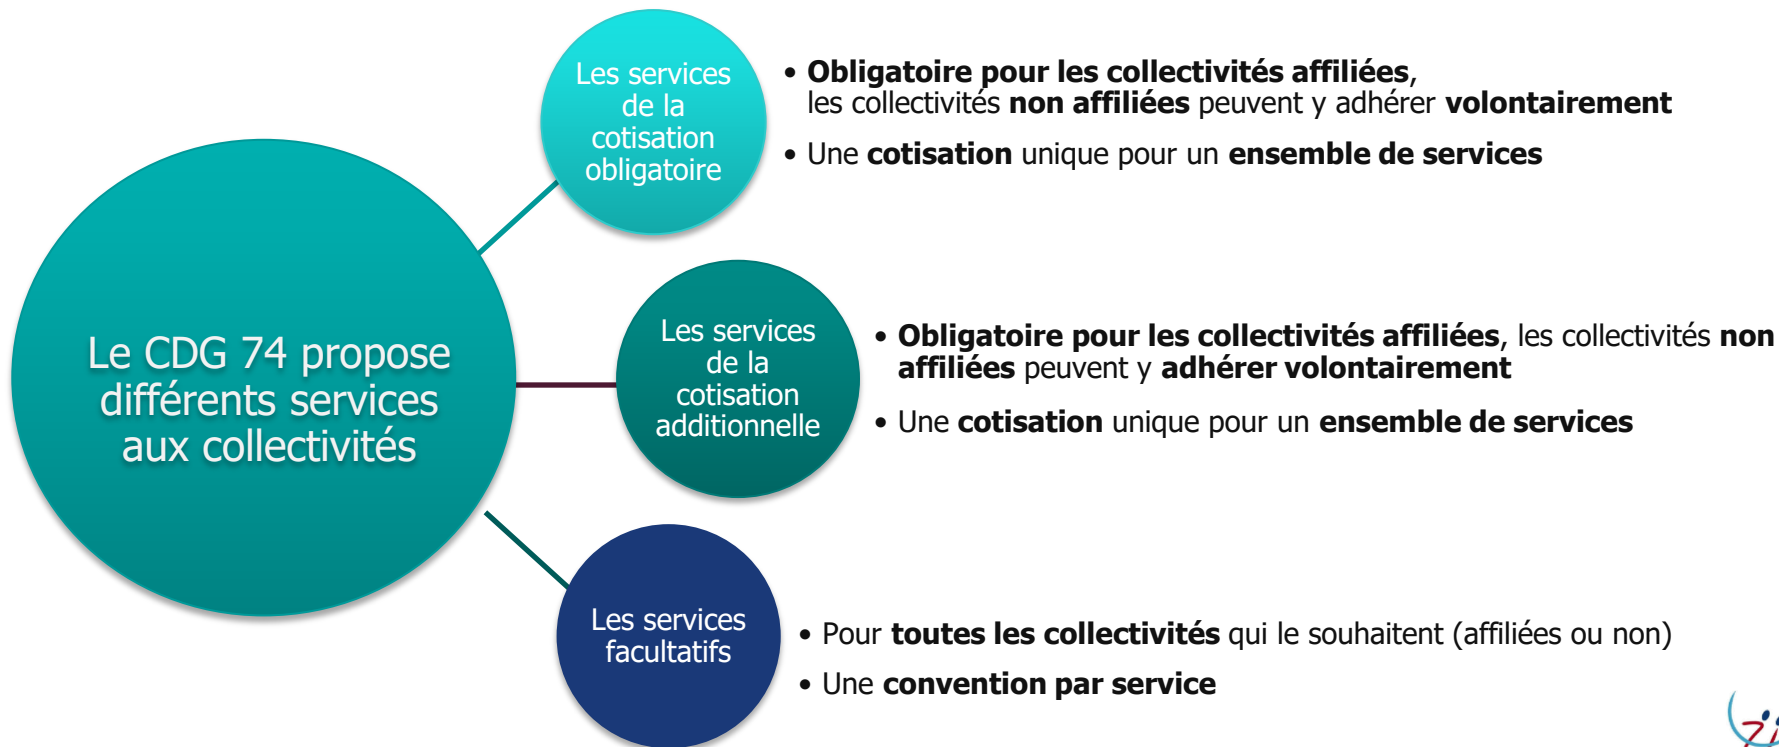 Les services
de la
cotisation
obligatoire
• Obligatoire pour les collectivités affiliées,
les collectivités non affiliées peuvent y adhérer volontairement
• Une cotisation unique pour un ensemble de services
Le CDG 74 propose
différents services
aux collectivités
Les services
de la
cotisation
additionnelle
• Obligatoire pour les collectivités affiliées, les collectivités non
affiliées peuvent y adhérer volontairement
• Une cotisation unique pour un ensemble de services
Les services
facultatifs
• Pour toutes les collectivités qui le souhaitent (affiliées ou non)
• Une convention par service